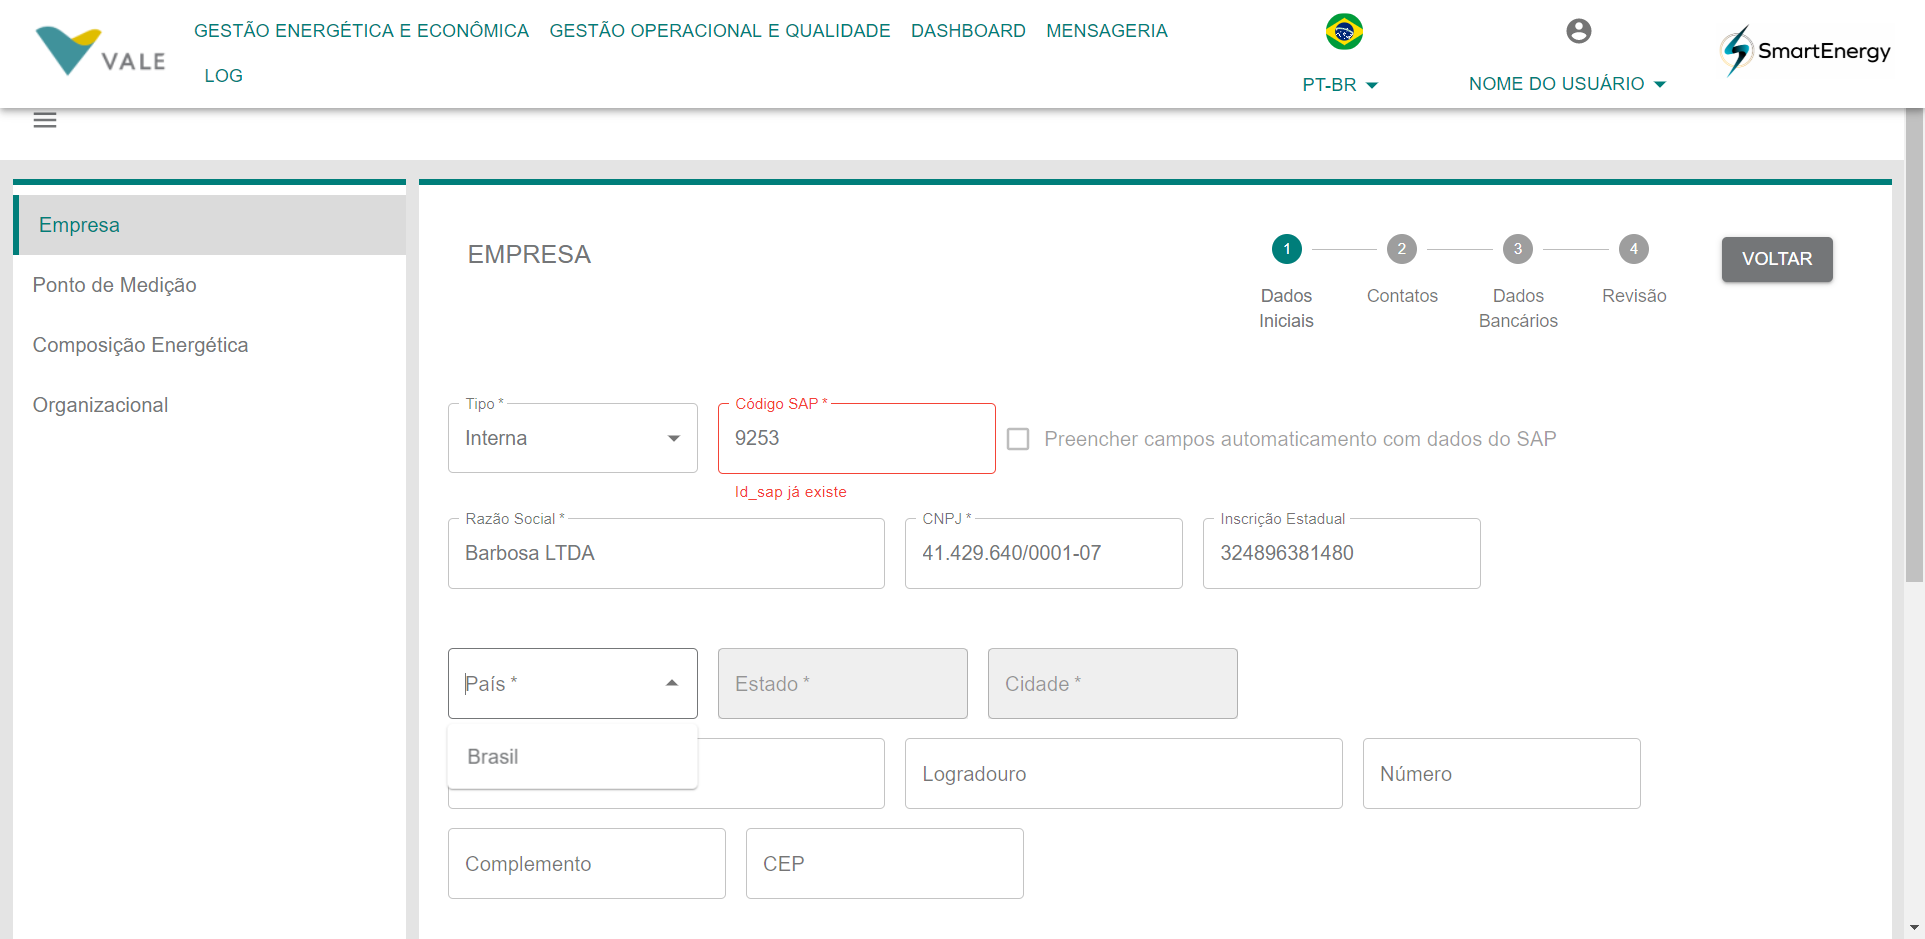 VALE
GESTÃO ENERGÉTICA E ECONÔMICA GESTÃO OPERACIONAL E QUALIDADE DASHBOARD MENSAGERIA
LOG
PT-BR
NOME DO USUÁRIO
SmartEnergy
Empresa
Ponto de Medição
Composição Energética
Organizacional
EMPRESA
1 2 3 4
Dados Iniciais
Contatos
Dados Bancários
Revisão
VOLTAR
Tipo *
Interna
Código SAP *
9253
Id_sap já existe
Preencher campos automaticamento com dados do SAP
Razão Social *
Barbosa LTDA
CNPJ *
41.429.640/0001-07
Inscrição Estadual
324896381480
País *
Estado *
Cidade *
Brasil
Logradouro
Número
Complemento
CEP